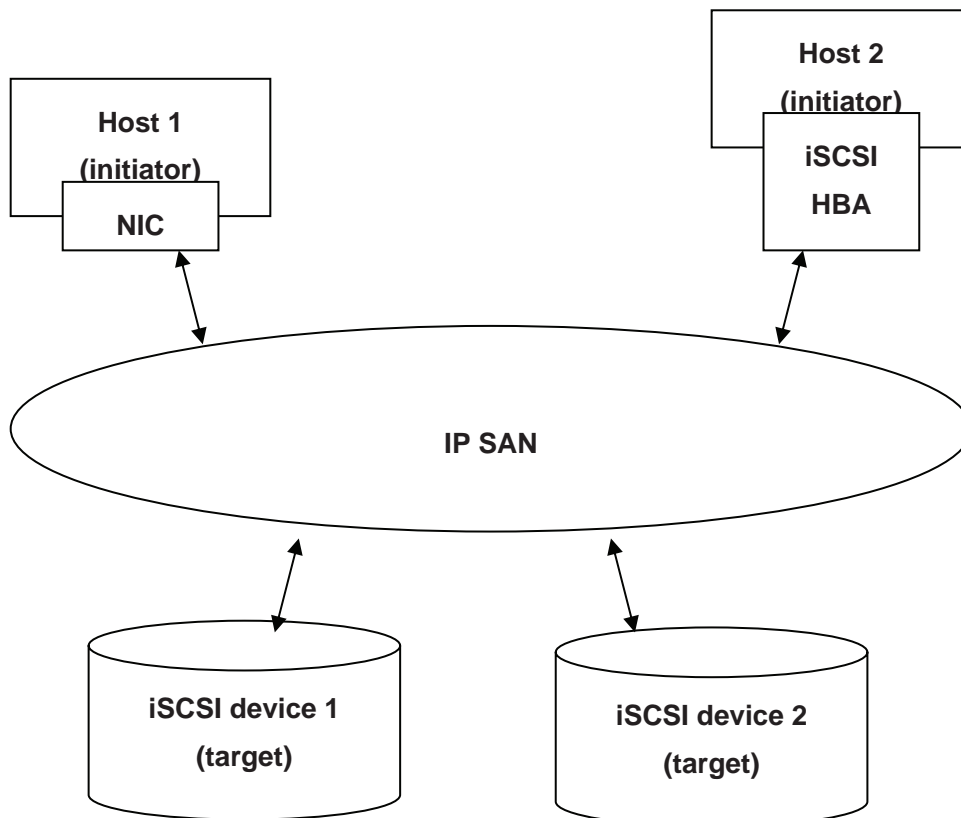 Host 1
(initiator)
NIC
Host 2
(initiator)
iSCSI
HBA
IP SAN
iSCSI device 1
(target)
iSCSI device 2
(target)